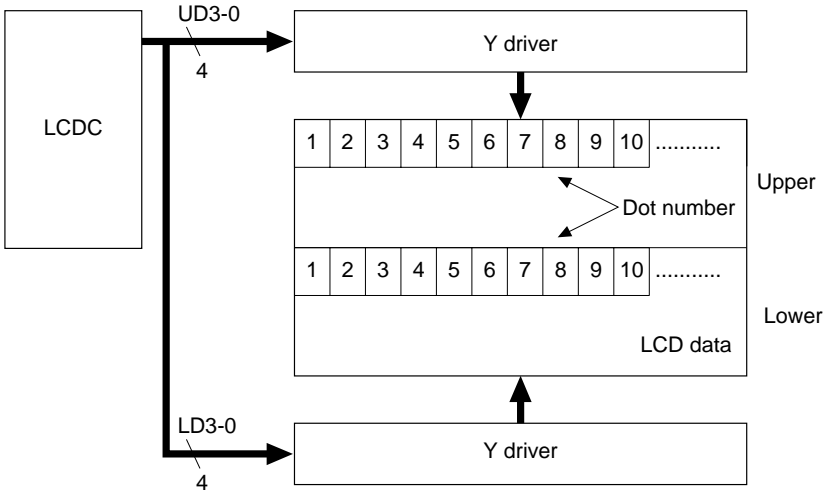 UD3-0
4
LCDC
Y driver
1 2 3 4 5 6 7 8 9 10 ...........
Upper
Dot number
1 2 3 4 5 6 7 8 9 10 ...........
Lower
LCD data
LD3-0
4
Y driver